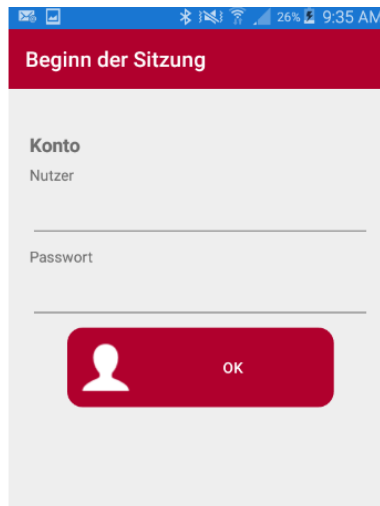 26% 9:35 AM
Beginn der Sitzung
Konto
Nutzer
Passwort
OK